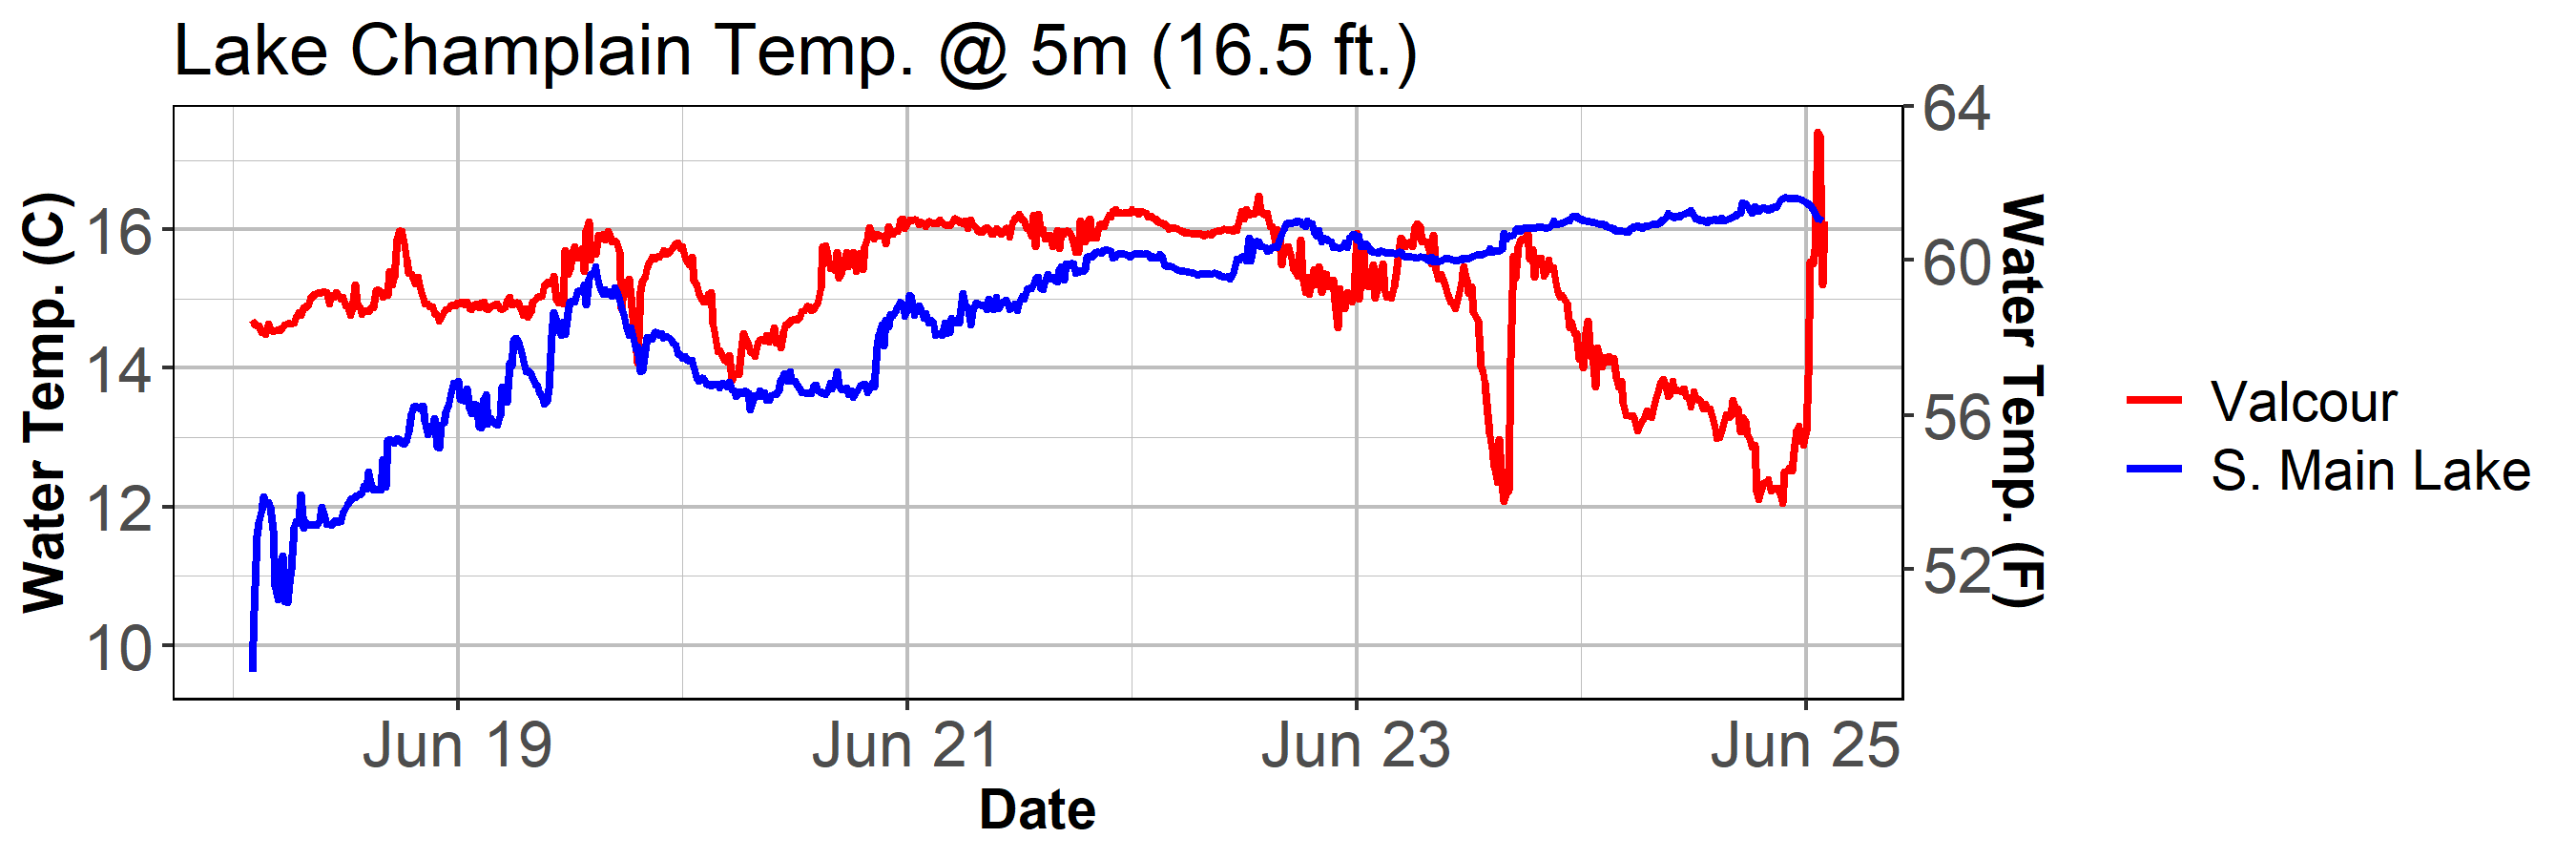 Lake Champlain Temp. @ 5m (16.5 ft.)
Water Temp. (C)
16
14
12
10
64
60
56
52
Water Temp. (F)
Jun 19
Jun 21
Jun 23
Jun 25
Date
Valcour
S. Main Lake